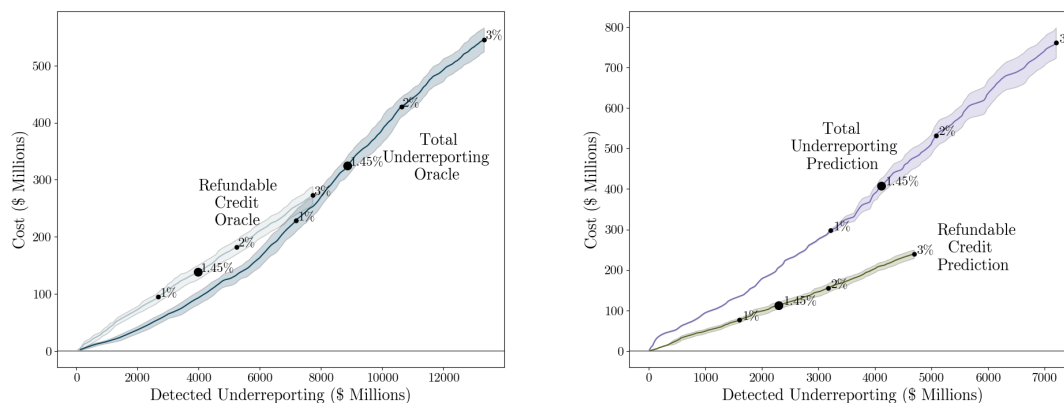 500
400
300
200
100
0
3%
2%
Total
Underreporting
Oracle
1.45%
Refundable
Credit
Oracle
3%
1%
2%
1.45%
1%
0
2000
4000
6000
8000
10000
12000
Detected Underreporting ($ Millions)
Cost ($ Millions)
800
700
600
500
400
300
200
100
0
3
2%
Total
Underreporting
Prediction
1.45%
1%
Refundable
Credit
Prediction
3%
2%
1.45%
1%
0
1000
2000
3000
4000
5000
6000
7000
Detected Underreporting ($ Millions)
Cost ($ Millions)